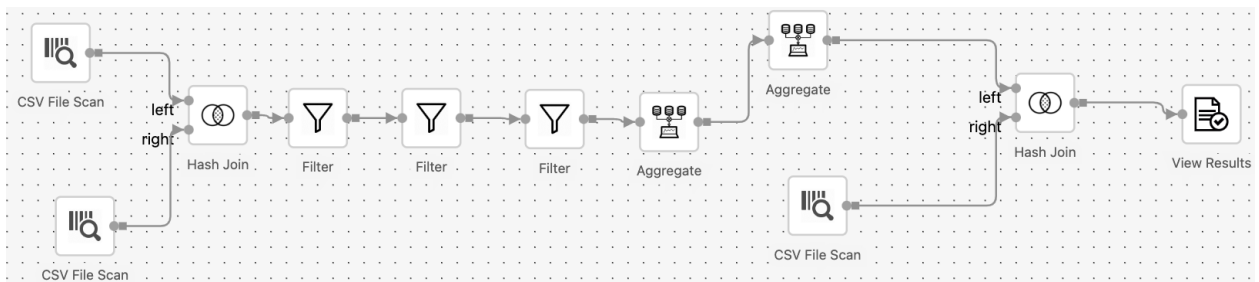 CSV File Scan
left
right
Hash Join
CSV File Scan
Filter
Filter
Filter
Aggregate
Aggregate
CSV File Scan
left
right
Hash Join
View Results